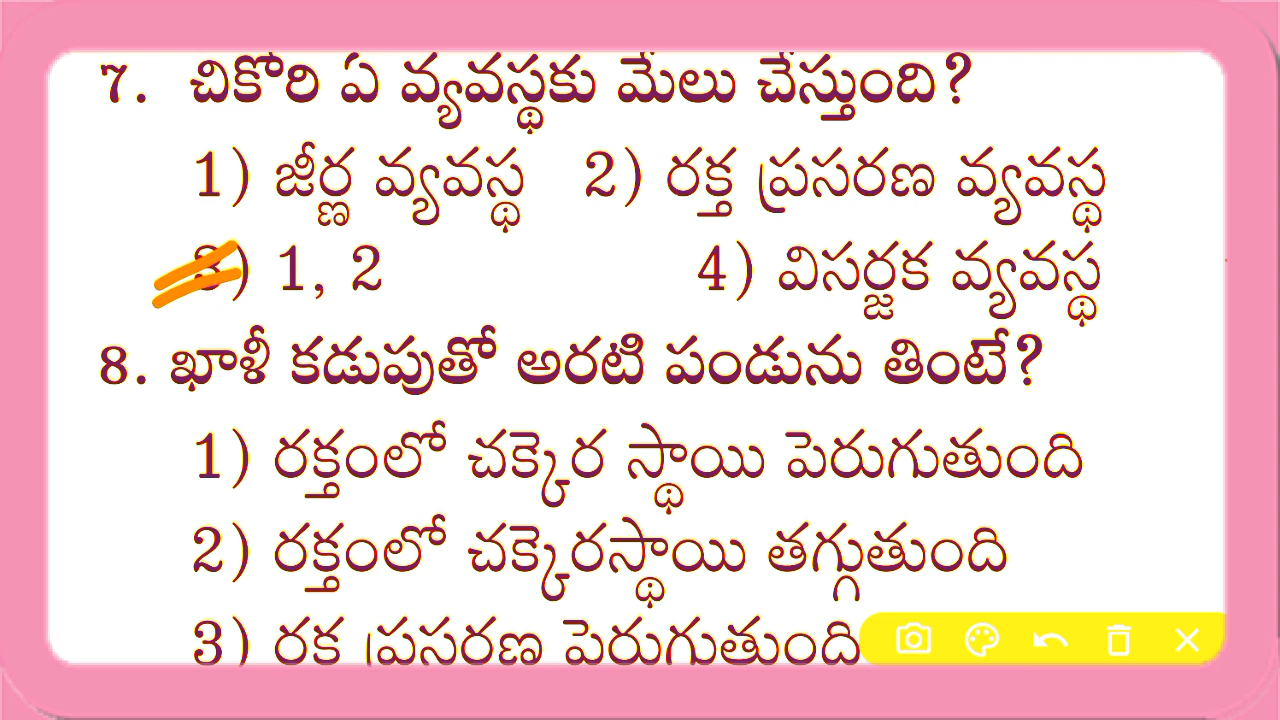 7. చికోరి ఏ వ్యవస్థకు మేలు చేస్తుంది?
1) జీర్ణ వ్యవస్థ 2) రక్త ప్రసరణ వ్యవస్థ
3) 1, 2 4) విసర్జక వ్యవస్థ
8. ఖాళీ కడుపుతో అరటి పండును తింటే?
1) రక్తంలో చక్కెర స్థాయి పెరుగుతుంది
2) రక్తంలో చక్కెరస్థాయి తగ్గుతుంది
3) రక్త ప్రసరణ పెరుగుతుంది